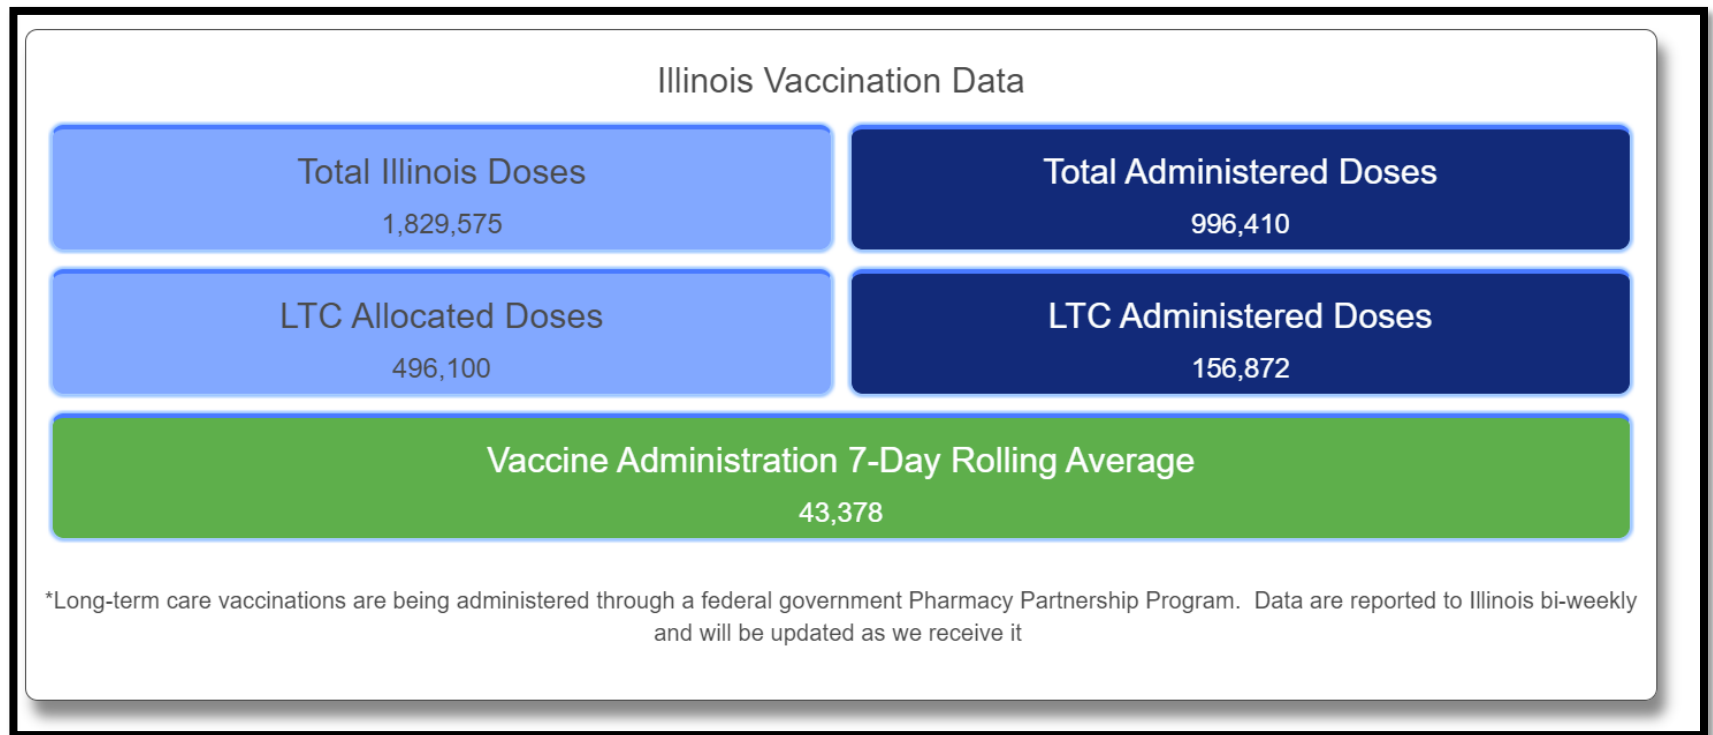 Illinois Vaccination Data
Total Illinois Doses
1,829,575
Total Administered Doses
996,410
LTC Allocated Doses
496,100
LTC Administered Doses
156,872
Vaccine Administration 7-Day Rolling Average
43,378
*Long-term care vaccinations are being administered through a federal government Pharmacy Partnership Program.  Data are reported to Illinois bi-weekly
and will be updated as we receive it